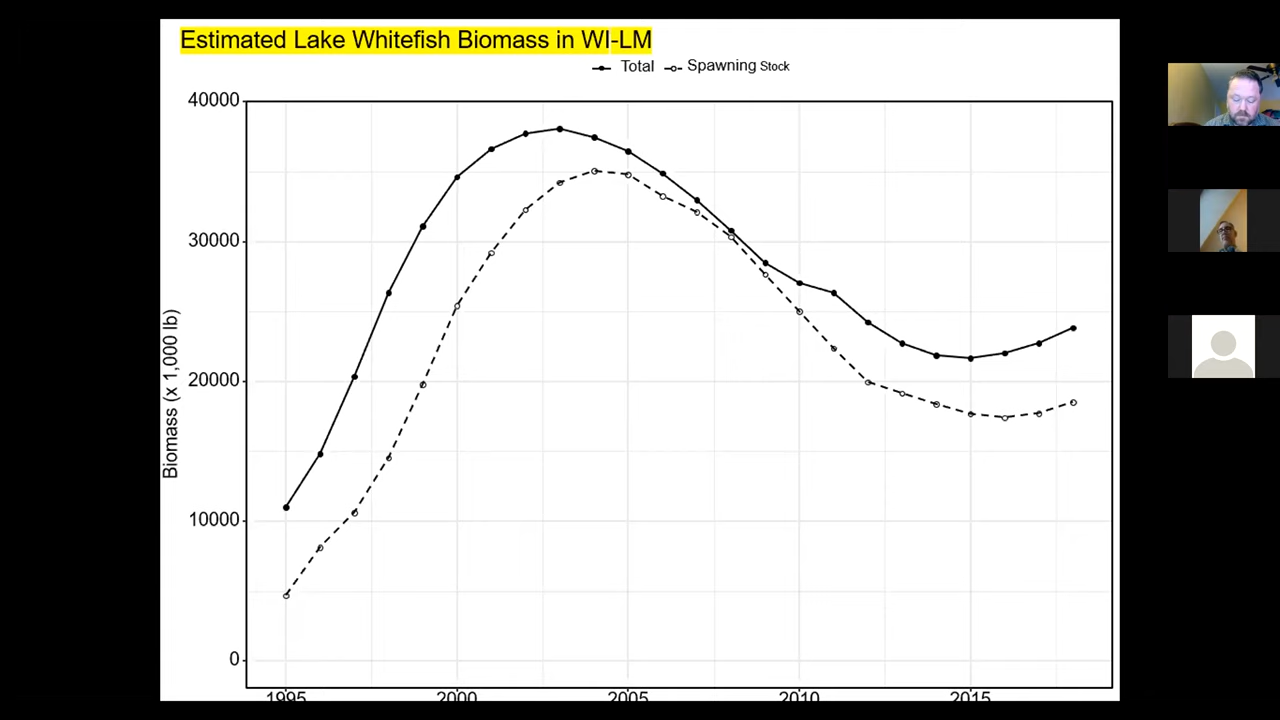 Estimated Lake Whitefish Biomass in WI-LM
Total Spawning Stock
40000
30000
20000
10000
0
Biomass (x 1,000 lb)
1995 2000 2005 2010 2015